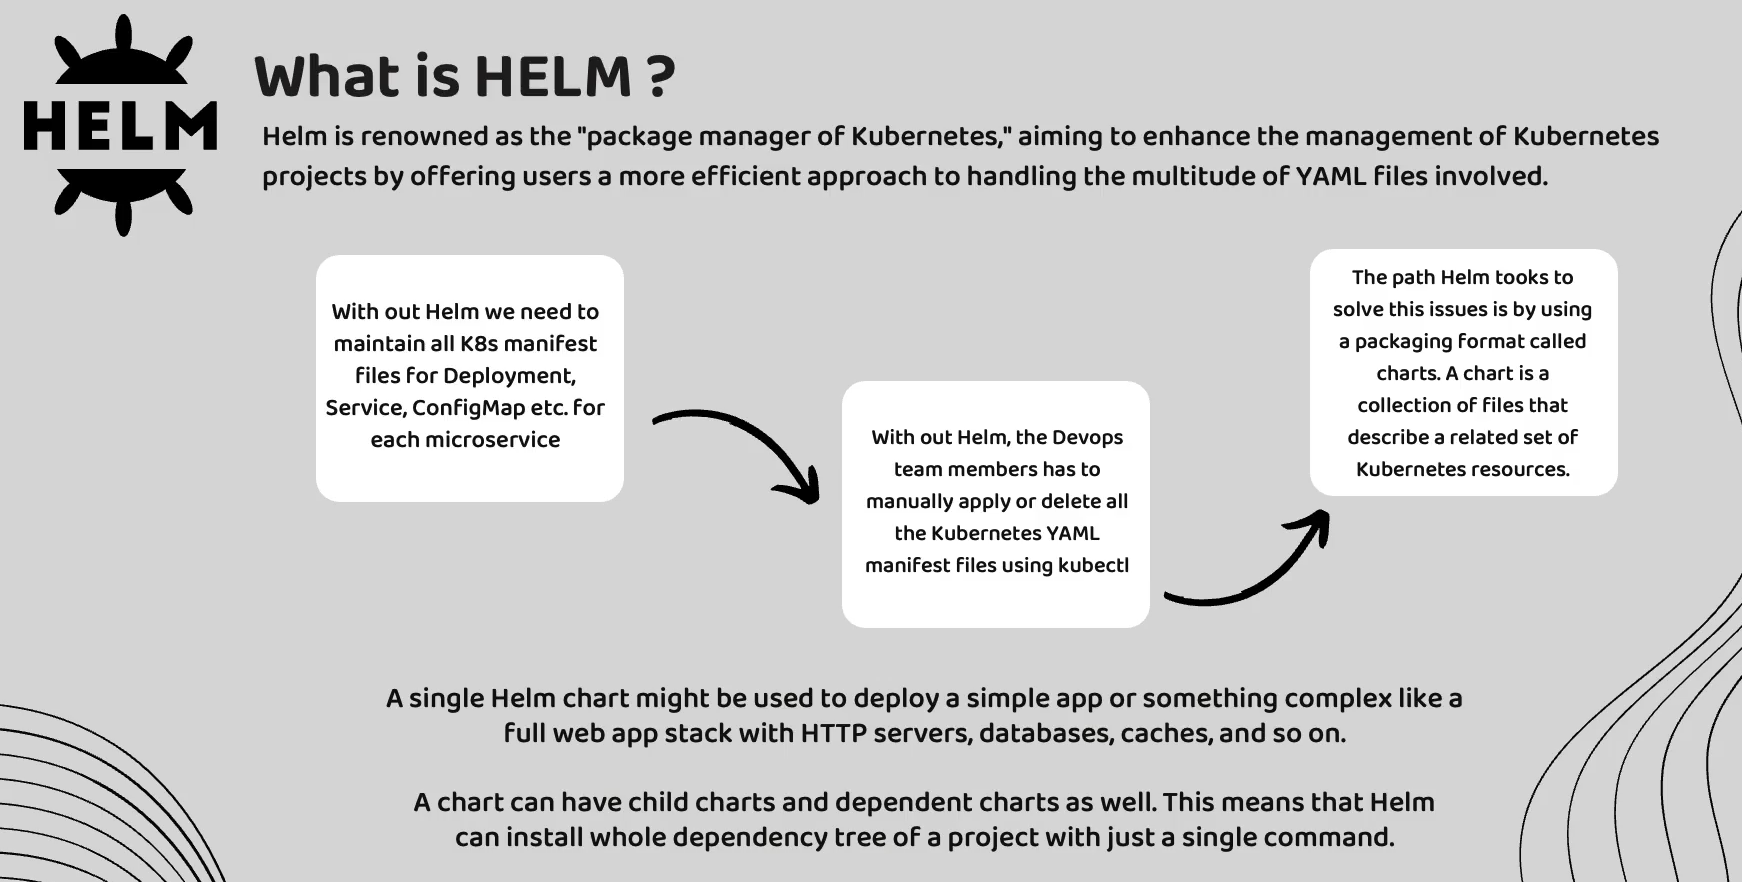 HELM
What is HELM ?
Helm is renowned as the "package manager of Kubernetes," aiming to enhance the management of Kubernetes
projects by offering users a more efficient approach to handling the multitude of YAML files involved.
With out Helm we need to
maintain all K8s manifest
files for Deployment,
Service, ConfigMap etc. for
each microservice
With out Helm, the Devops
team members has to
manually apply or delete all
the Kubernetes YAML
manifest files using kubectl
The path Helm tooks to
solve this issues is by using
a packaging format called
charts. A chart is a
collection of files that
describe a related set of
Kubernetes resources.
A single Helm chart might be used to deploy a simple app or something complex like a
full web app stack with HTTP servers, databases, caches, and so on.
A chart can have child charts and dependent charts as well. This means that Helm
can install whole dependency tree of a project with just a single command.